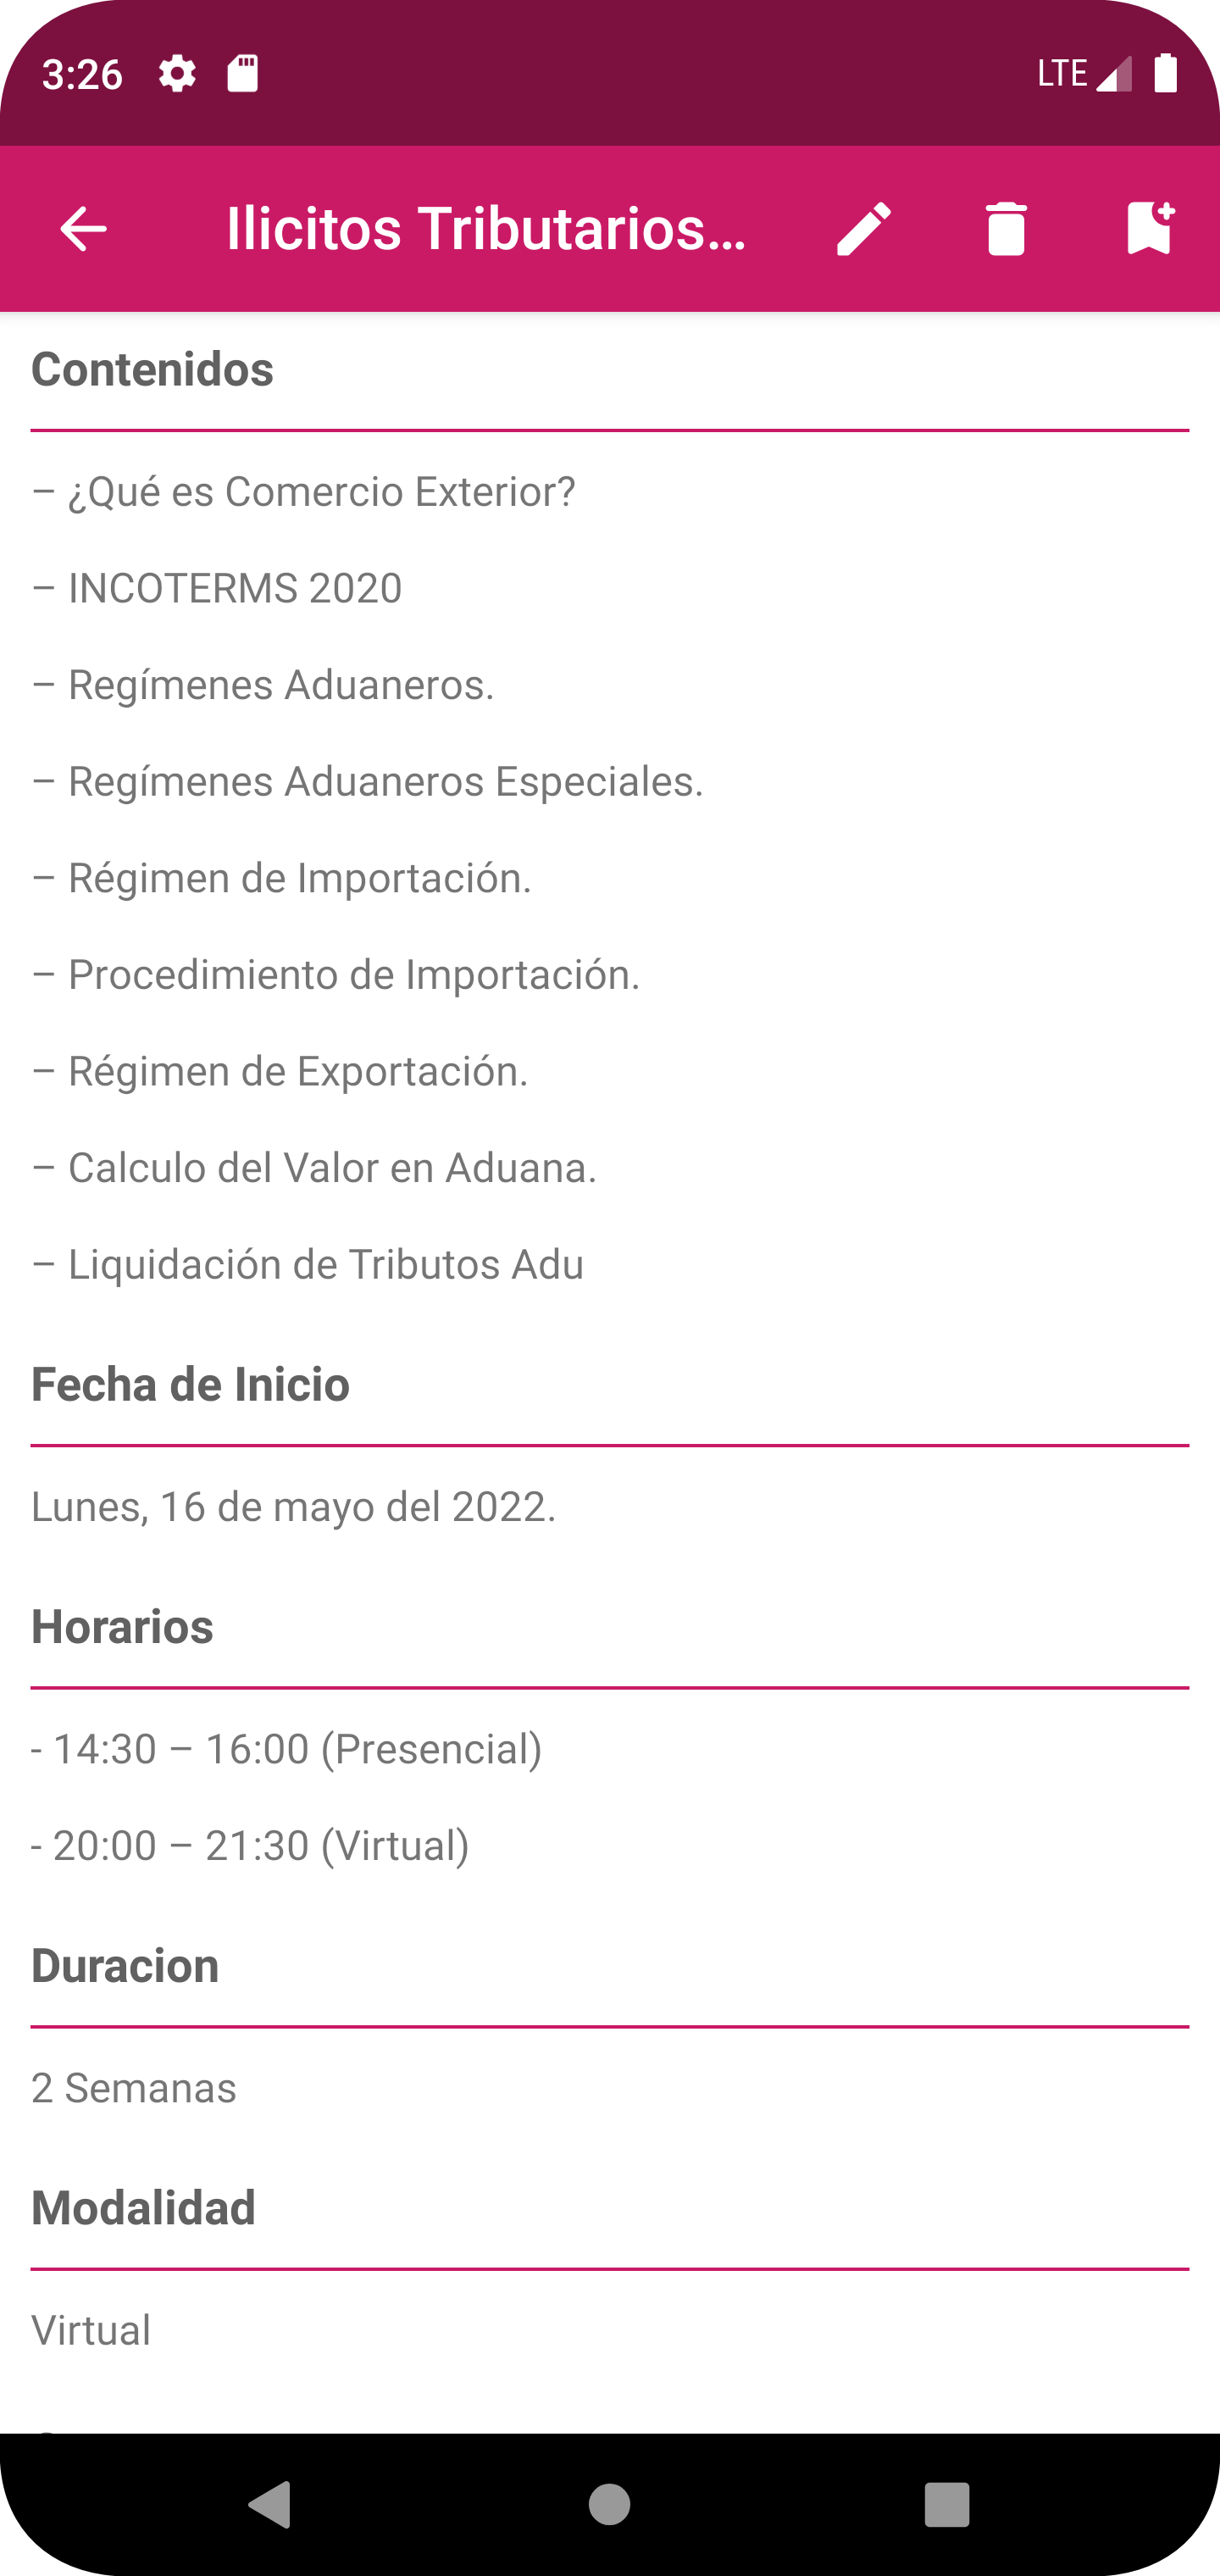 3:26
LTE
Ilicitos Tributarios...
Contenidos
– ¿Qué es Comercio Exterior?
– INCOTERMS 2020
– Regímenes Aduaneros.
– Regímenes Aduaneros Especiales.
– Régimen de Importación.
– Procedimiento de Importación.
– Régimen de Exportación.
– Calculo del Valor en Aduana.
– Liquidación de Tributos Adu
Fecha de Inicio
Lunes, 16 de mayo del 2022.
Horarios
- 14:30 – 16:00 (Presencial)
- 20:00 – 21:30 (Virtual)
Duracion
2 Semanas
Modalidad
Virtual